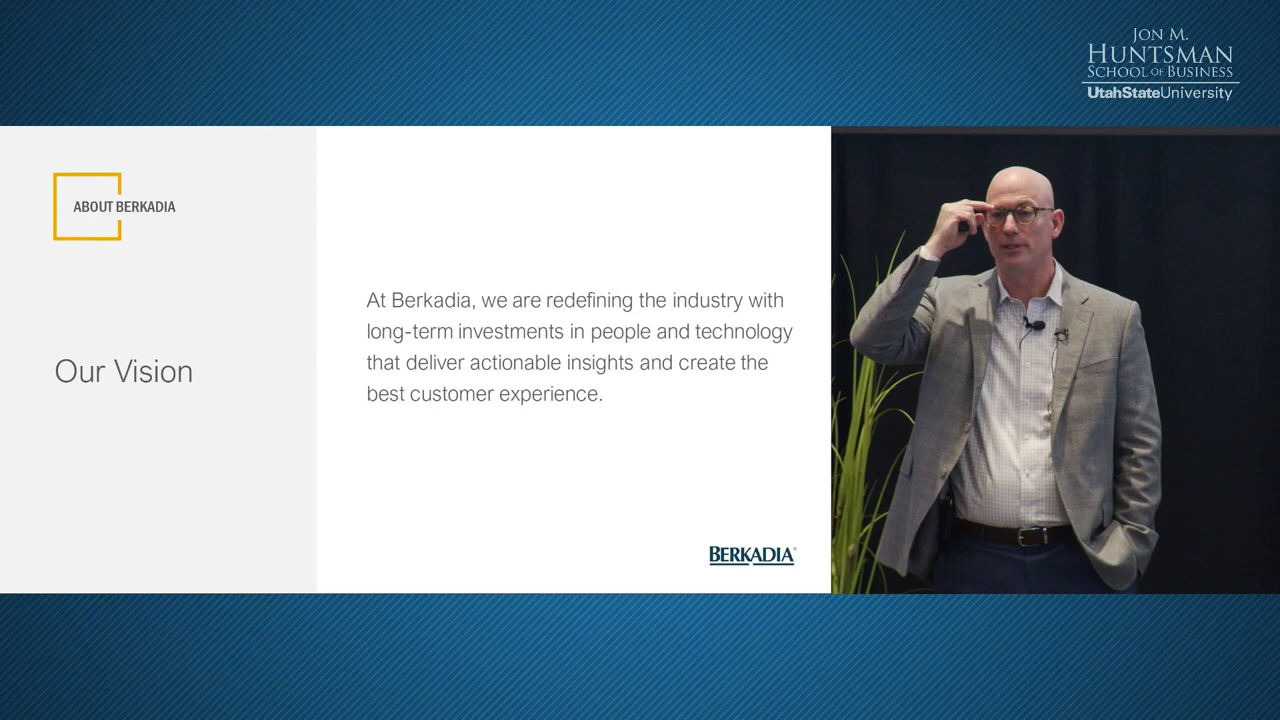 JON M.
HUNTSMAN
SCHOOL OF BUSINESS
UtahStateUniversity
ABOUT BERKADIA
Our Vision
At Berkadia, we are redefining the industry with
long-term investments in people and technology
that deliver actionable insights and create the
best customer experience.
BERKADIA®